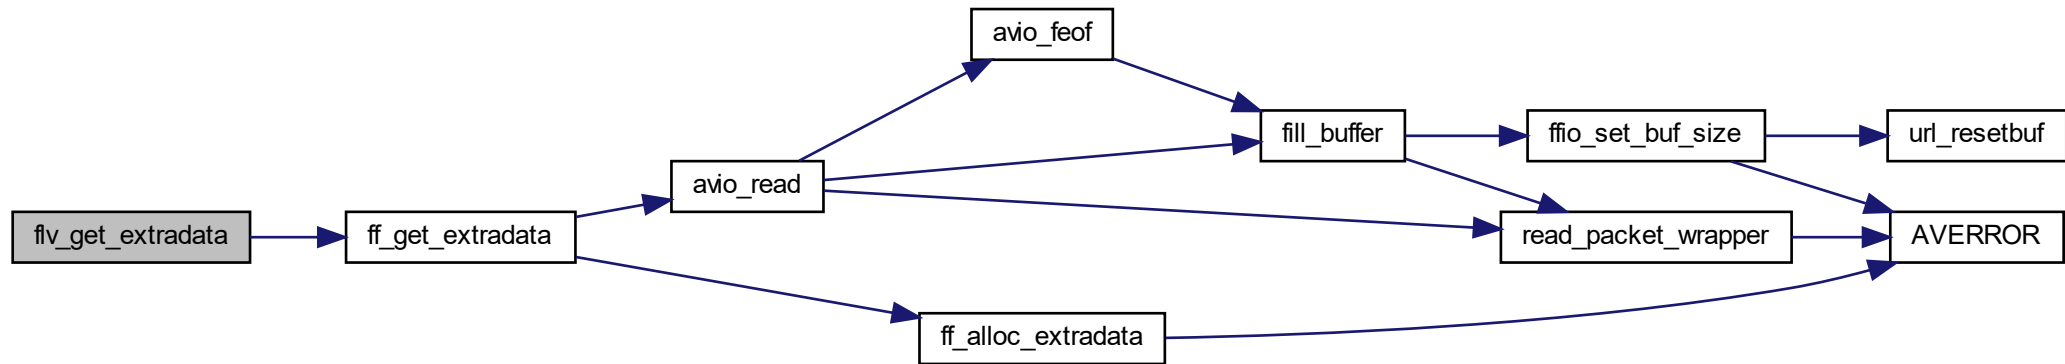 flv_get_extradata
ff_get_extradata
avio_read
avio_feof
fill_buffer
ffio_set_buf_size
url_resetbuf
read_packet_wrapper
AVERROR
ff_alloc_extradata